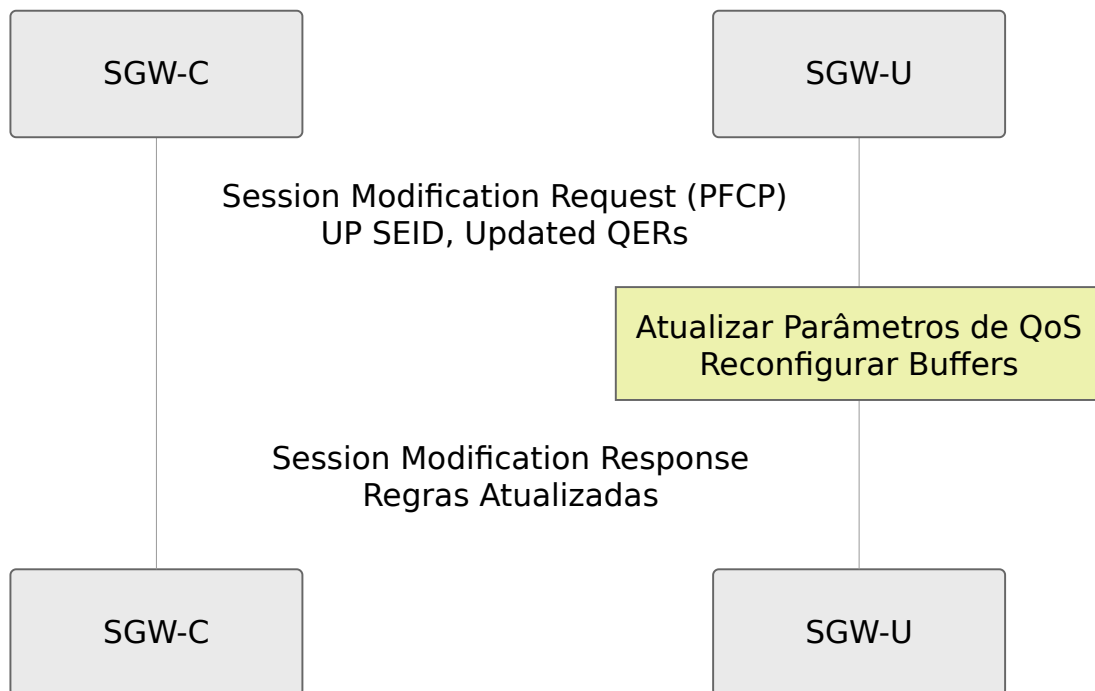 SGW-C
SGW-U
Session Modification Request (PFCP)
UP SEID, Updated QERs
Atualizar Parâmetros de QoS
Reconfigurar Buffers
Session Modification Response
Regras Atualizadas
SGW-C
SGW-U